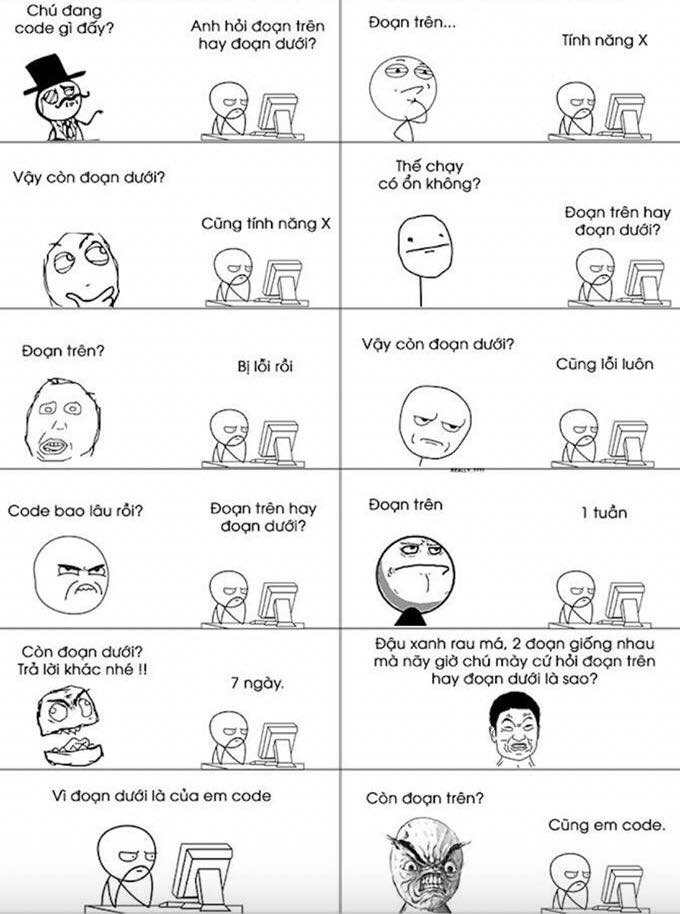 Chú đang
code gì đấy?
Anh hỏi đoạn trên
hay đoạn dưới?
Đoạn trên...
Tính năng X
Vậy còn đoạn dưới?
Cũng tính năng X
Thế chạy
có ổn không?
Đoạn trên hay
đoạn dưới?
Đoạn trên?
Bị lỗi rồi
Vậy còn đoạn dưới?
Cũng lỗi luôn
REALLY ????
Code bao lâu rồi?
Đoạn trên hay
đoạn dưới?
Đoạn trên
1 tuần
Còn đoạn dưới?
Trả lời khác nhé !!
7 ngày.
Đậu xanh rau má, 2 đoạn giống nhau
mà nãy giờ chú mày cứ hỏi đoạn trên
hay đoạn dưới là sao?
Vì đoạn dưới là của em code
Còn đoạn trên?
Cũng em code.